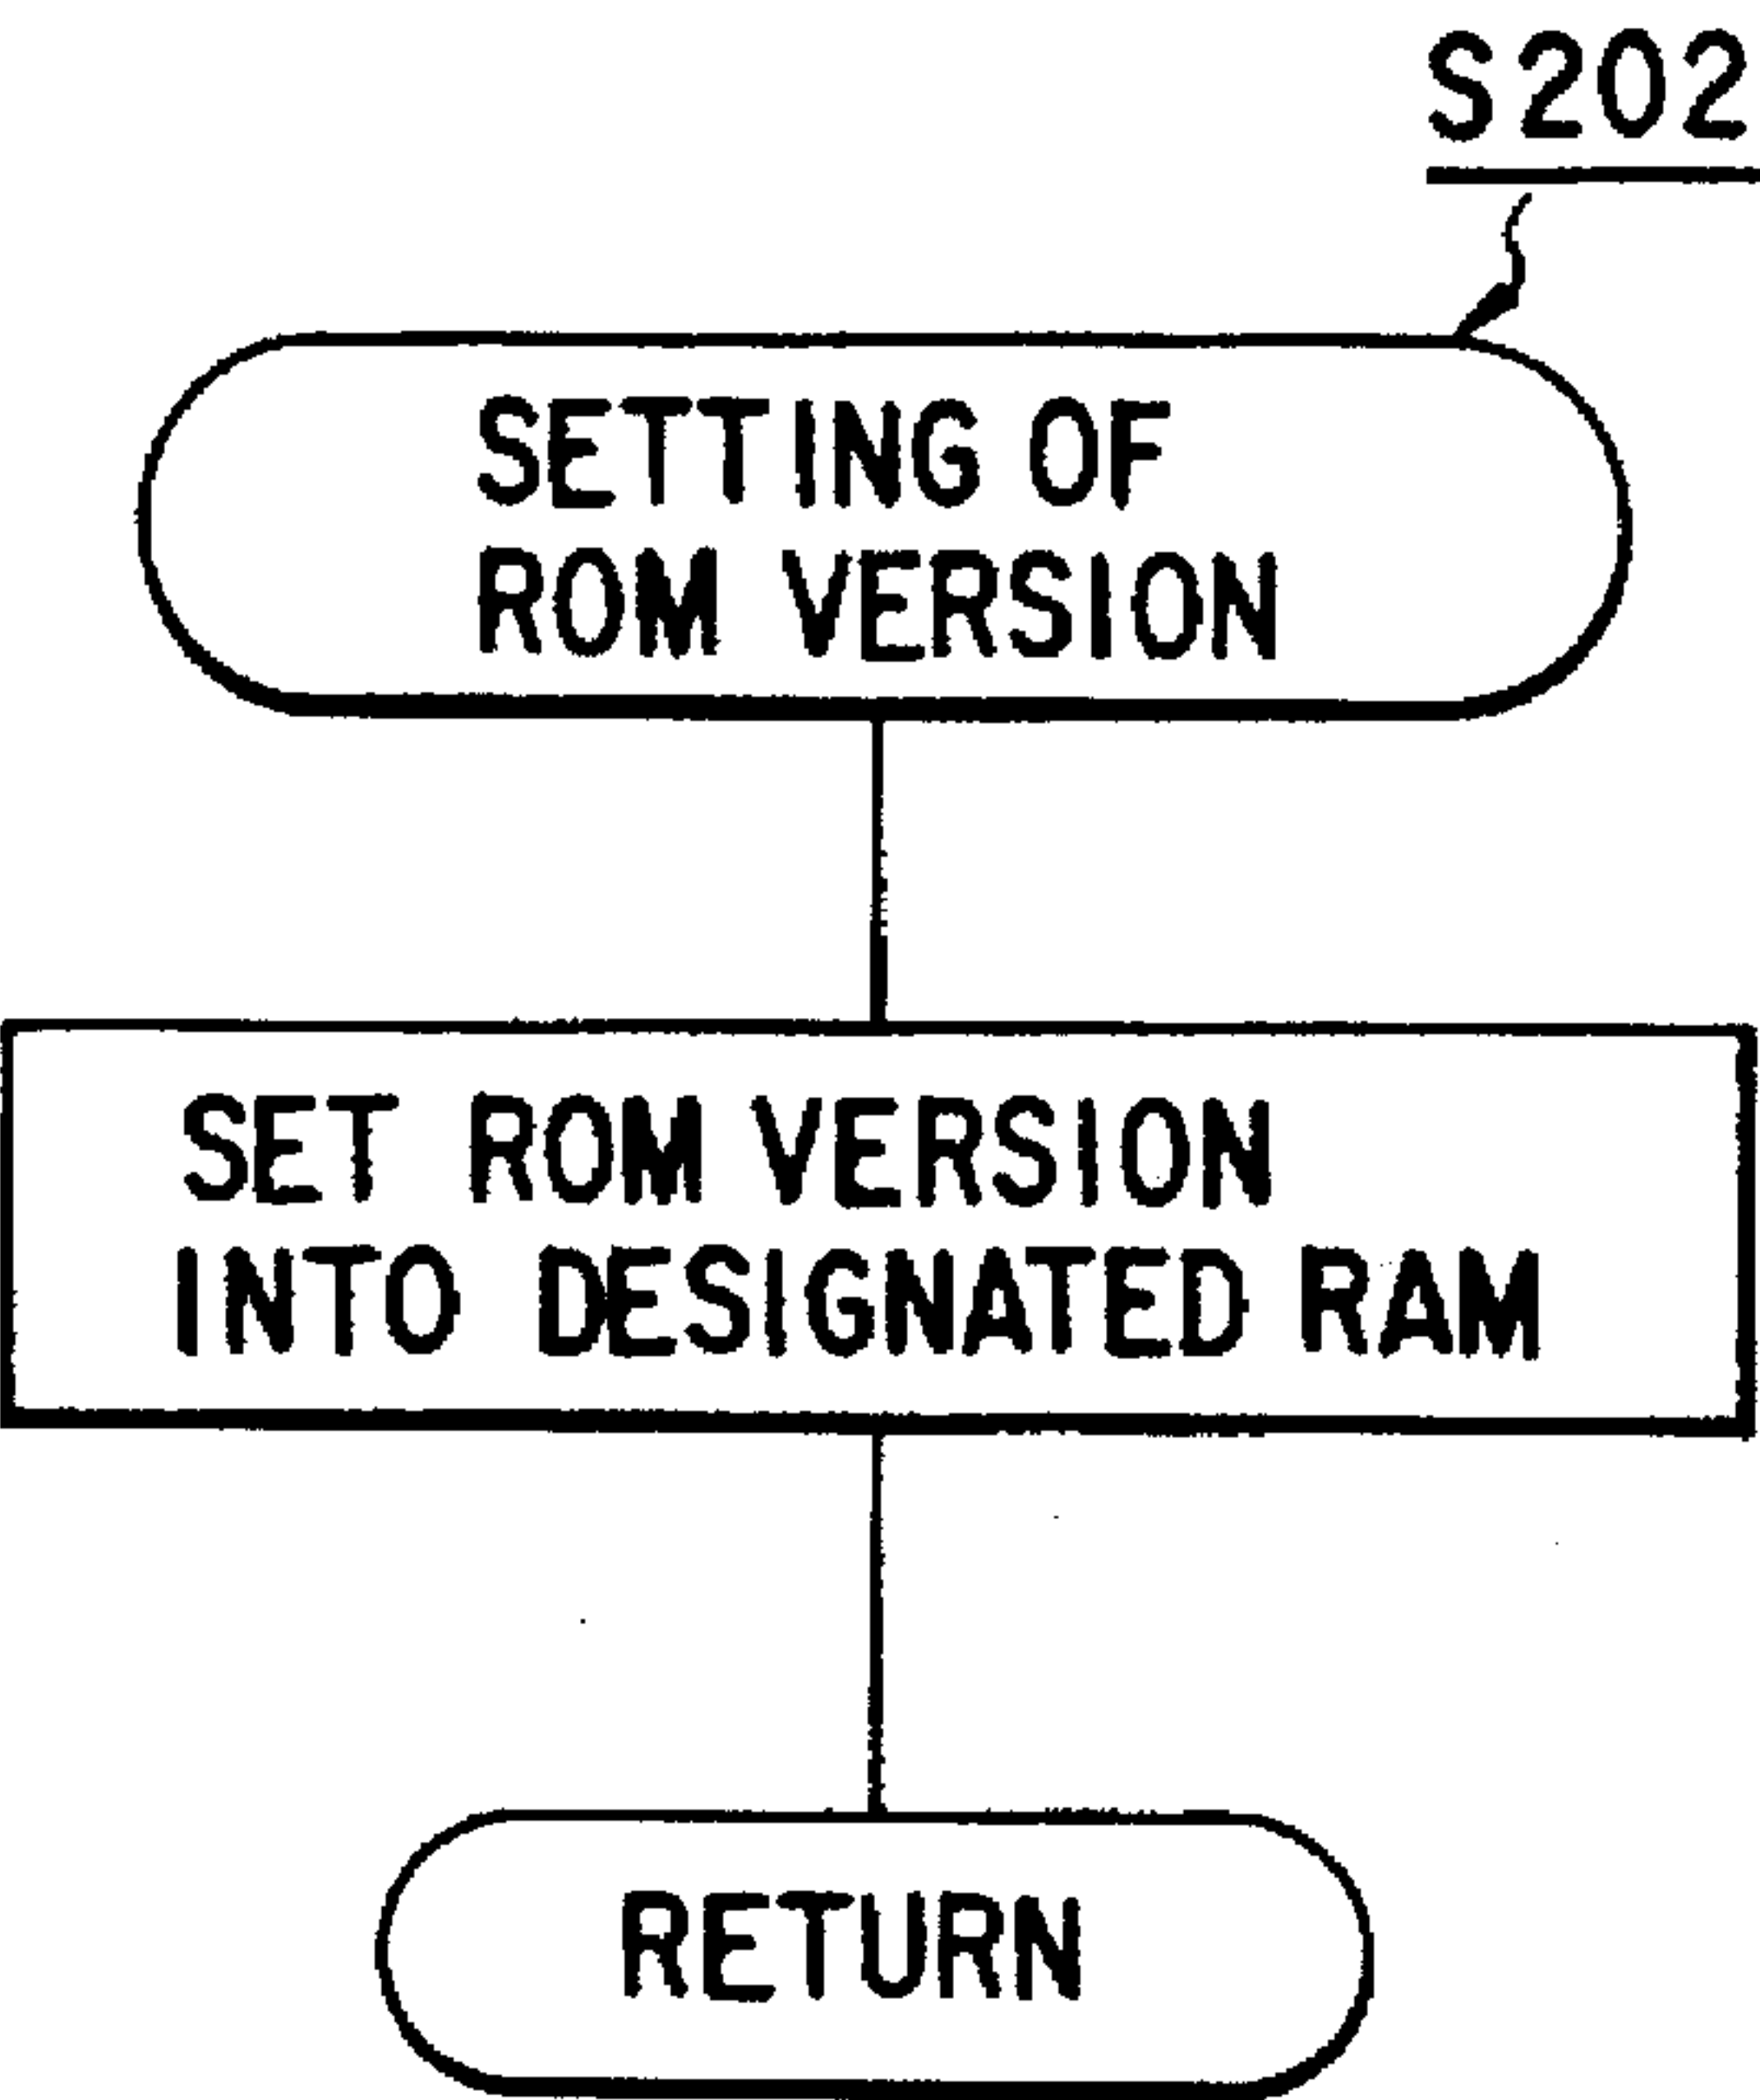 S202
SETTING OF
ROM VERSION
SET ROM VERSION
INTO DESIGNATED RAM
RETURN